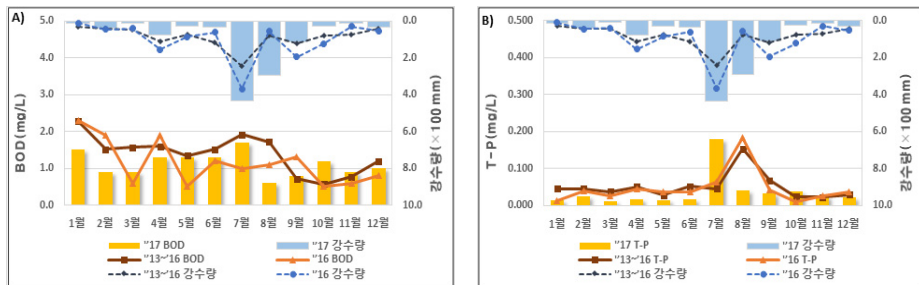 A)
BOD(mg/L)
5.0
4.0
3.0
2.0
1.0
0.0
0.0
2.0
4.0
6.0
8.0
10.0
강수량(×100 mm)
1월 2월 3월 4월 5월 6월 7월 8월 9월 10월 11월 12월
"17 BOD
"17 강수량
"13~'16 BOD
"16 BOD
"13~'16 강수량
"16 강수량
B)
T-P(mg/L)
0.500
0.400
0.300
0.200
0.100
0.000
0.0
2.0
4.0
6.0
8.0
10.0
강수량(×100 mm)
1월 2월 3월 4월 5월 6월 7월 8월 9월 10월 11월 12월
"17 T-P
"17 강수량
"13~'16 T-P
"16 T-P
"13~'16 강수량
"16 강수량